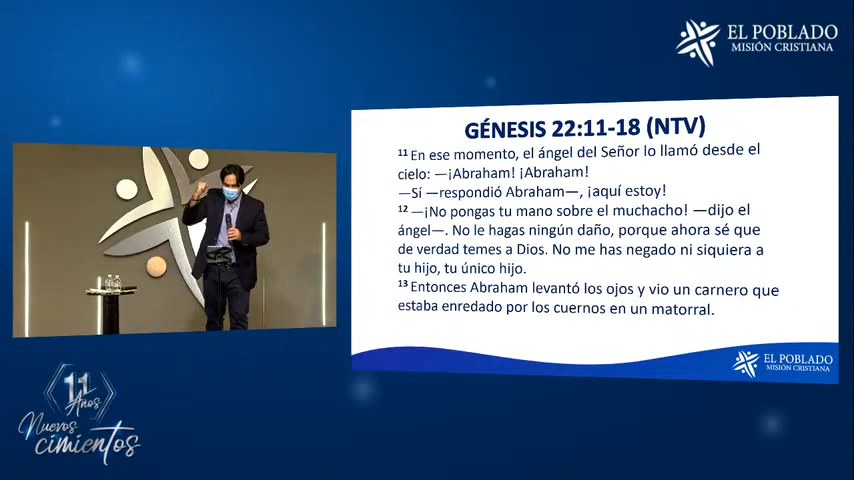 EL POBLADO
MISIÓN CRISTIANA
GÉNESIS 22:11-18 (NTV)
11 En ese momento, el ángel del Señor lo llamó desde el
cielo: —¡Abraham! ¡Abraham!
—Sí —respondió Abraham—, ¡aquí estoy!
12 —¡No pongas tu mano sobre el muchacho! —dijo el
ángel—. No le hagas ningún daño, porque ahora sé que
de verdad temes a Dios. No me has negado ni siquiera a
tu hijo, tu único hijo.
13 Entonces Abraham levantó los ojos y vio un carnero que
estaba enredado por los cuernos en un matorral.
EL POBLADO
MISIÓN CRISTIANA
11
Años
Nuevos
cimientos